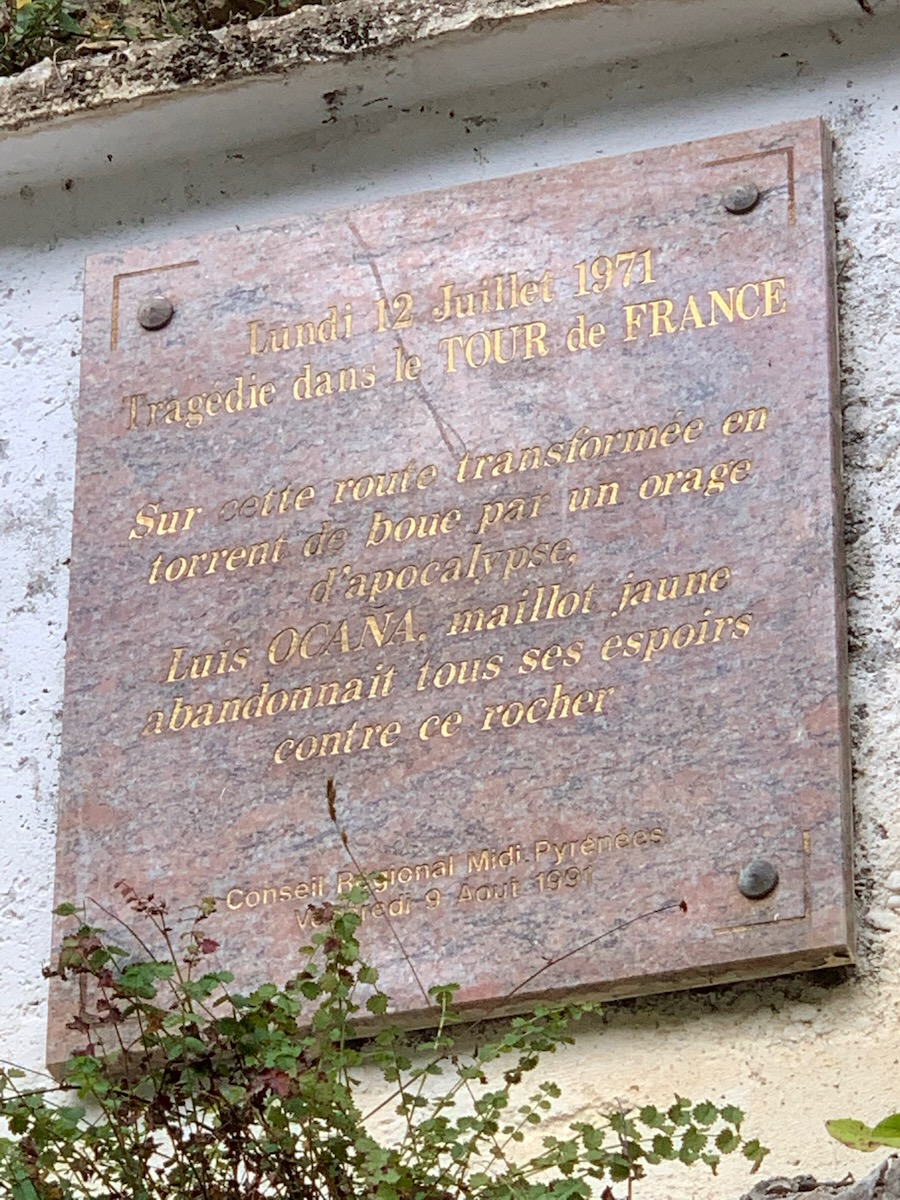 Lundi 12 Juillet 1971
Tragédie dans le TOUR de FRANCE
Sur cette route transformée en
torrent de boue par un orage
d'apocalypse,
Luis OCAÑA, maillot jaune
abandonnait tous ses espoirs
contre ce rocher
Conseil Régional Midi-Pyrénées
Vendredi 9 Aout 1991